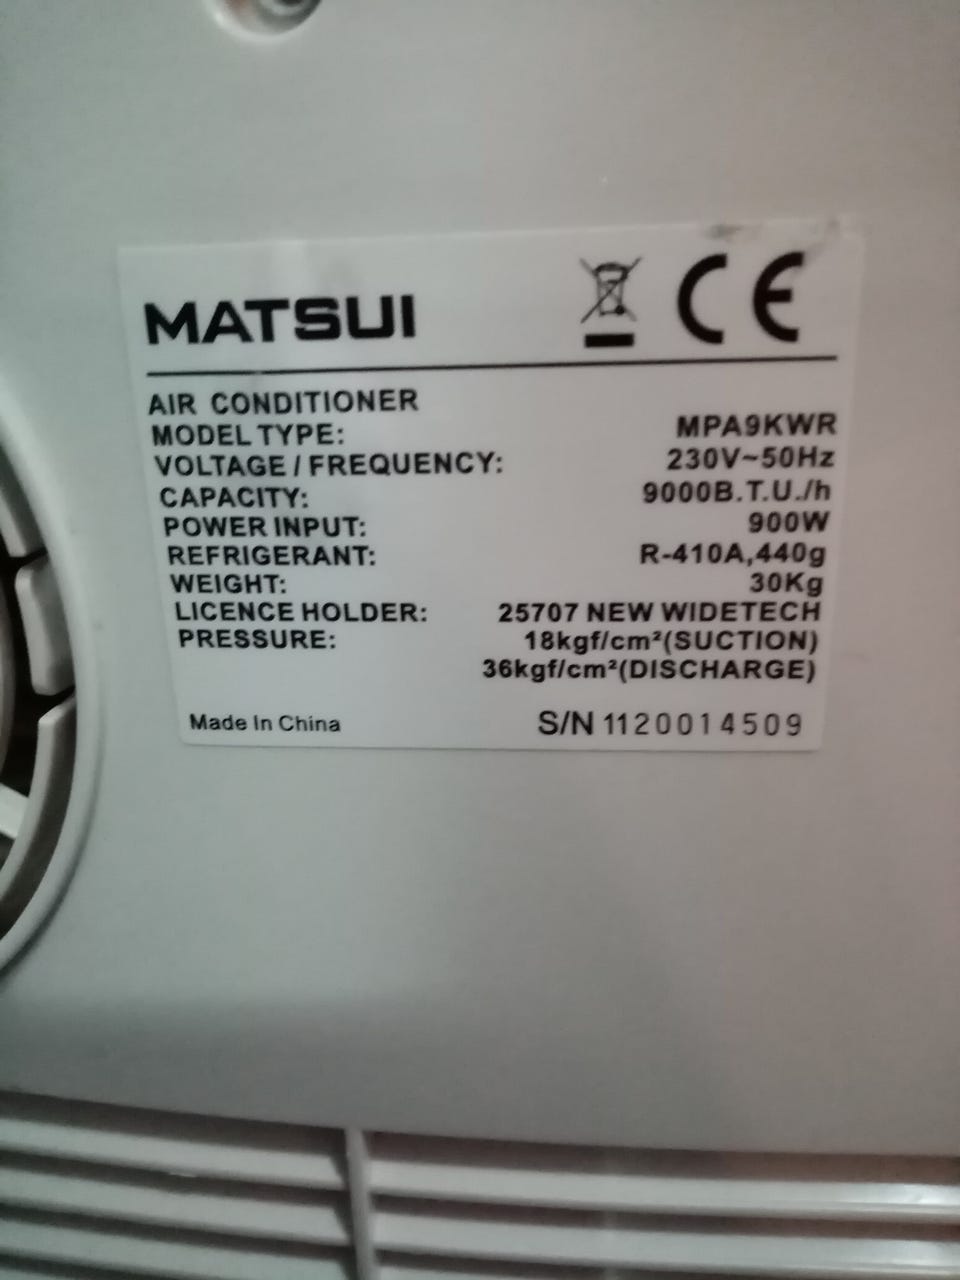 MATSUI CE
AIR CONDITIONER
MODEL TYPE: MPA9KWR
VOLTAGE / FREQUENCY: 230V~50Hz
CAPACITY: 9000B.T.U./h
POWER INPUT: 900W
REFRIGERANT: R-410A,440g
WEIGHT: 30Kg
LICENCE HOLDER: 25707 NEW WIDETECH
PRESSURE: 18kgf/cm²(SUCTION)
36kgf/cm²(DISCHARGE)
Made In China S/N 1120014509